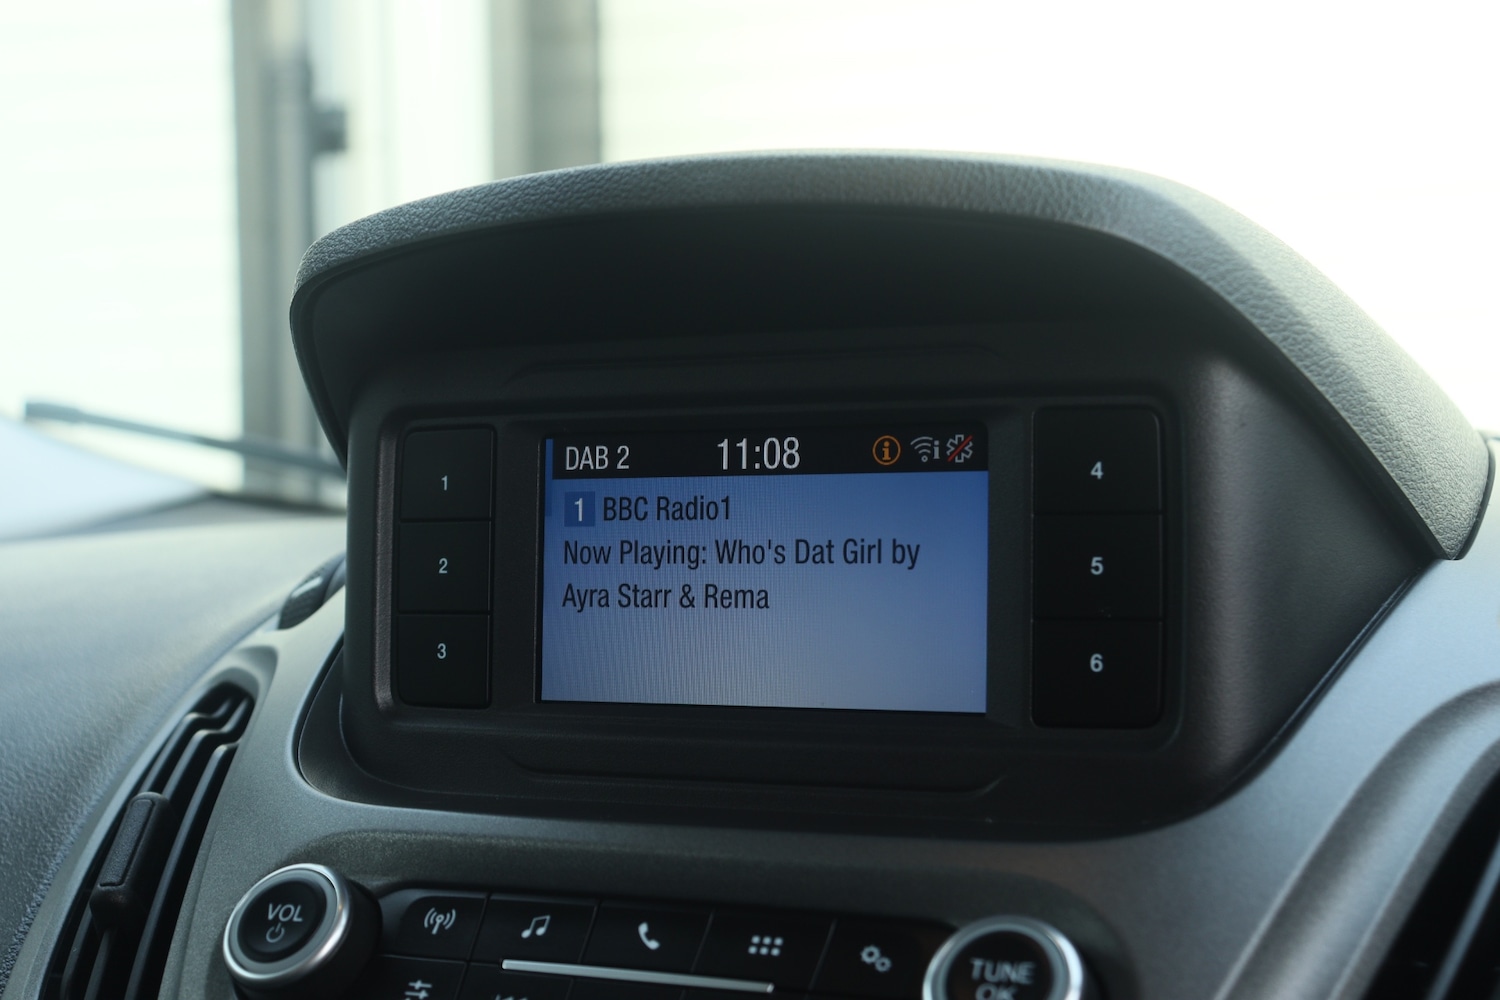 DAB 2 11:08
1 BBC Radio1
Now Playing: Who's Dat Girl by
Ayra Starr & Rema
1
2
3
4
5
6
VOL
TUNE
OK